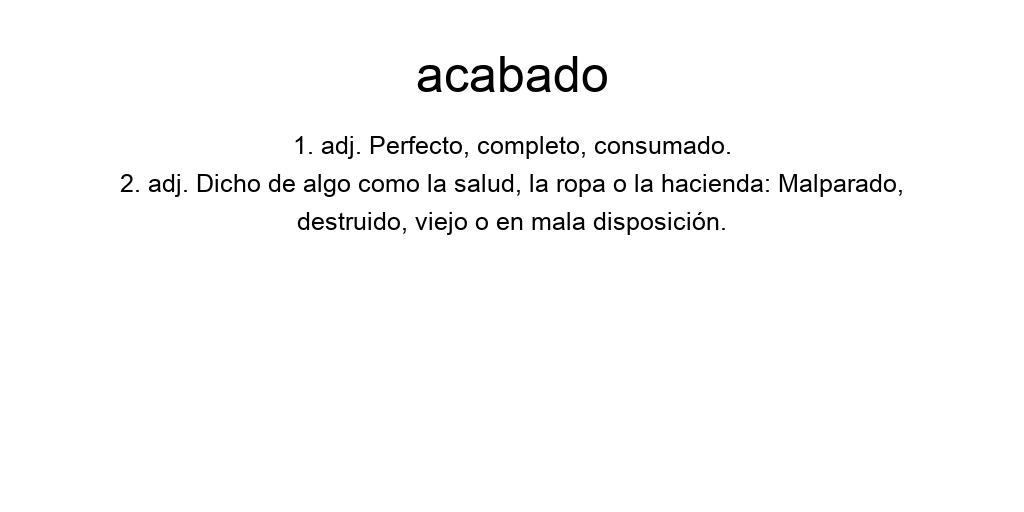 acabado
1. adj. Perfecto, completo, consumado.
2. adj. Dicho de algo como la salud, la ropa o la hacienda: Malparado,
destruido, viejo o en mala disposición.